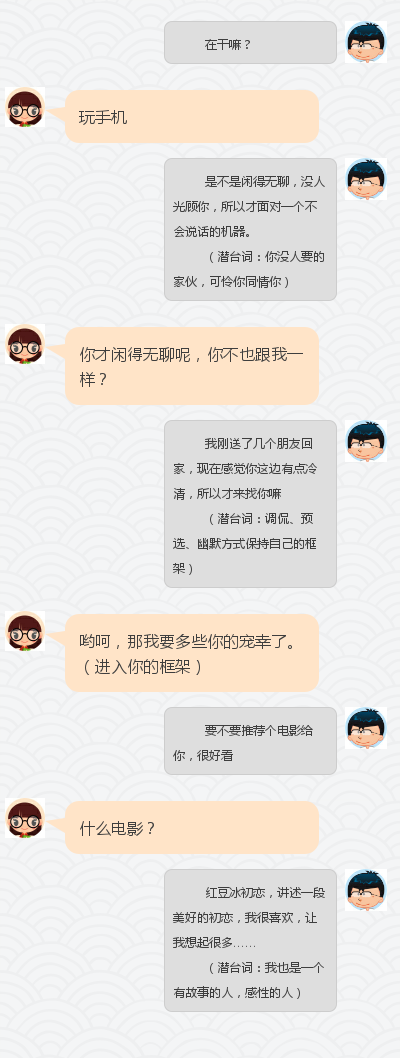 在干嘛？
玩手机
是不是闲得无聊，没人
光顾你，所以才面对一个不
会说话的机器。
（潜台词：你没人要的
家伙，可怜你同情你）
你才闲得无聊呢，你不也跟我一
样？
我刚送了几个朋友回
家，现在感觉你这边有点冷
清，所以才来找你嘛
（潜台词：调侃、预
选、幽默方式保持自己的框
架）
哟呵，那我要多些你的宠幸了。
（进入你的框架）
要不要推荐个电影给
你，很好看
什么电影？
红豆冰初恋，讲述一段
美好的初恋，我很喜欢，让
我想起很多……
（潜台词：我也是一个
有故事的人，感性的人）